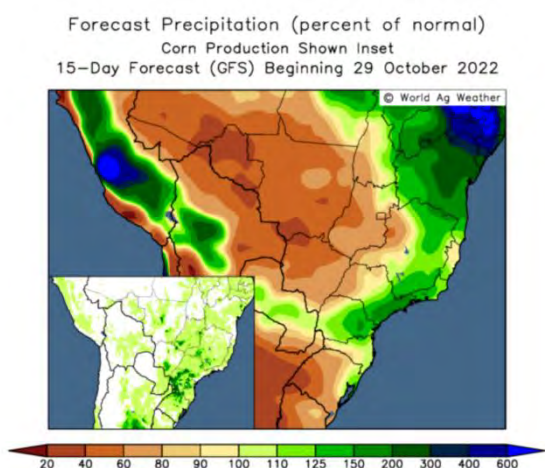 Forecast Precipitation (percent of normal)
Corn Production Shown Inset
15-Day Forecast (GFS) Beginning 29 October 2022
© World Ag Weather
20 40 60 80 90 100 110 125 150 200 300 400 600